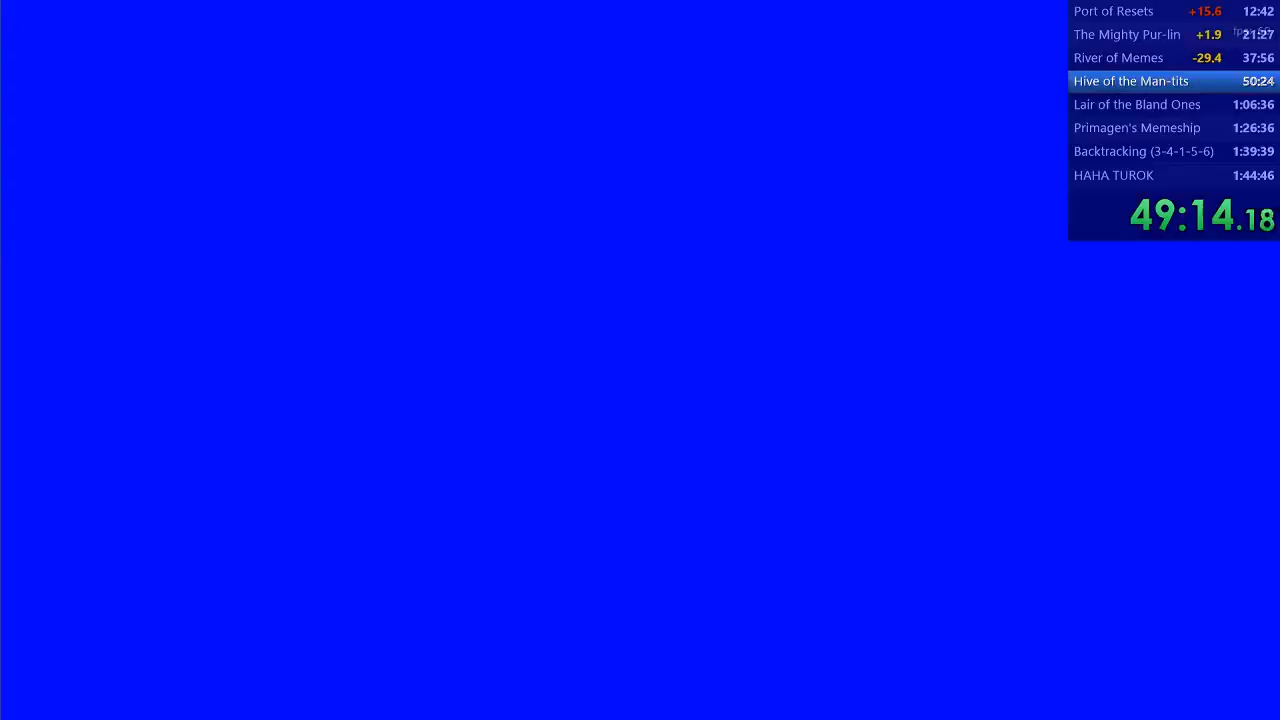 Port of Resets +15.6 12:42
The Mighty Pur-lin +1.9 21:27
River of Memes -29.4 37:56
Hive of the Man-tits 50:24
Lair of the Bland Ones 1:06:36
Primagen's Memeship 1:26:36
Backtracking (3-4-1-5-6) 1:39:39
HAHA TUROK 1:44:46
49:14.18